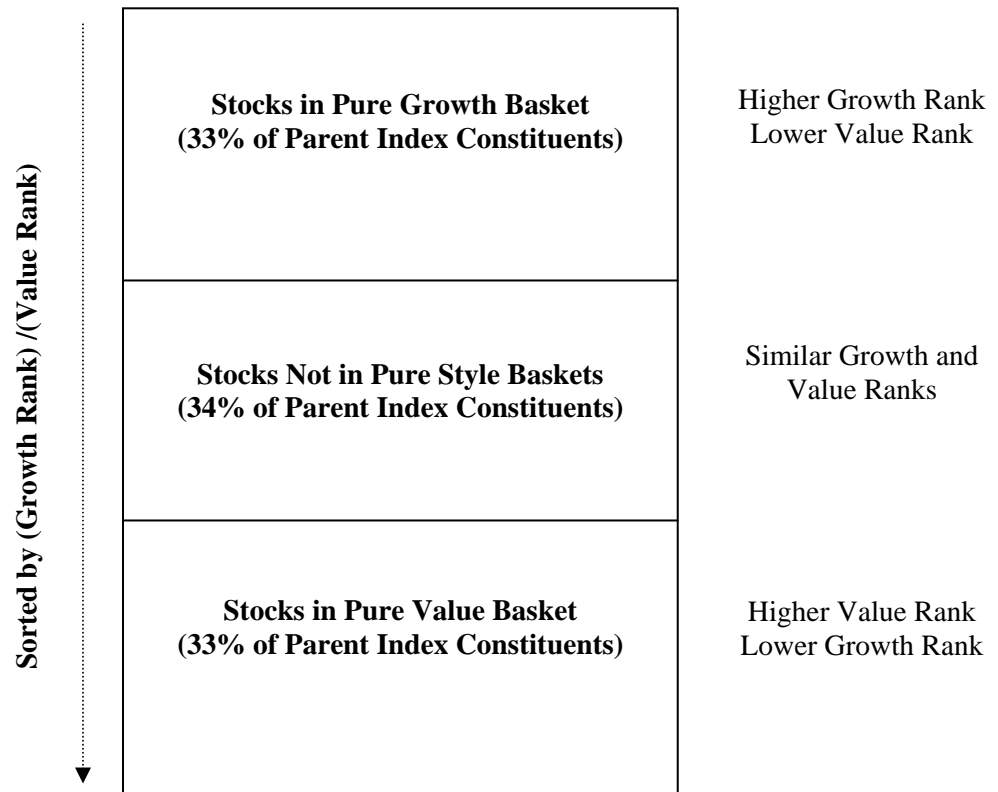 Sorted by (Growth Rank) /(Value Rank)
Stocks in Pure Growth Basket
(33% of Parent Index Constituents)
Higher Growth Rank
Lower Value Rank
Stocks Not in Pure Style Baskets
(34% of Parent Index Constituents)
Similar Growth and
Value Ranks
Stocks in Pure Value Basket
(33% of Parent Index Constituents)
Higher Value Rank
Lower Growth Rank